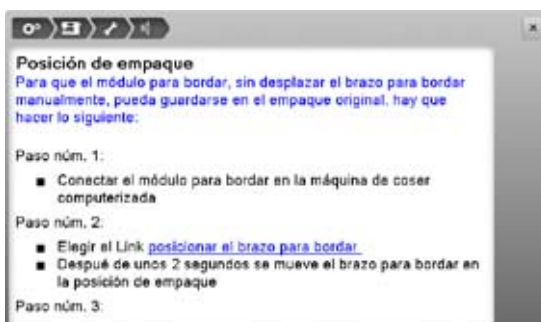 Posición de empaque
Para que el módulo para bordar, sin desplazar el brazo para bordar
manualmente, pueda guardarse en el empaque original, hay que
hacer lo siguiente:
Paso núm. 1:
■ Conectar el módulo para bordar en la máquina de coser
computerizada
Paso núm. 2:
■ Elegir el Link posicionar el brazo para bordar
■ Despué de unos 2 segundos se mueve el brazo para bordar en
la posición de empaque
Paso núm. 3: